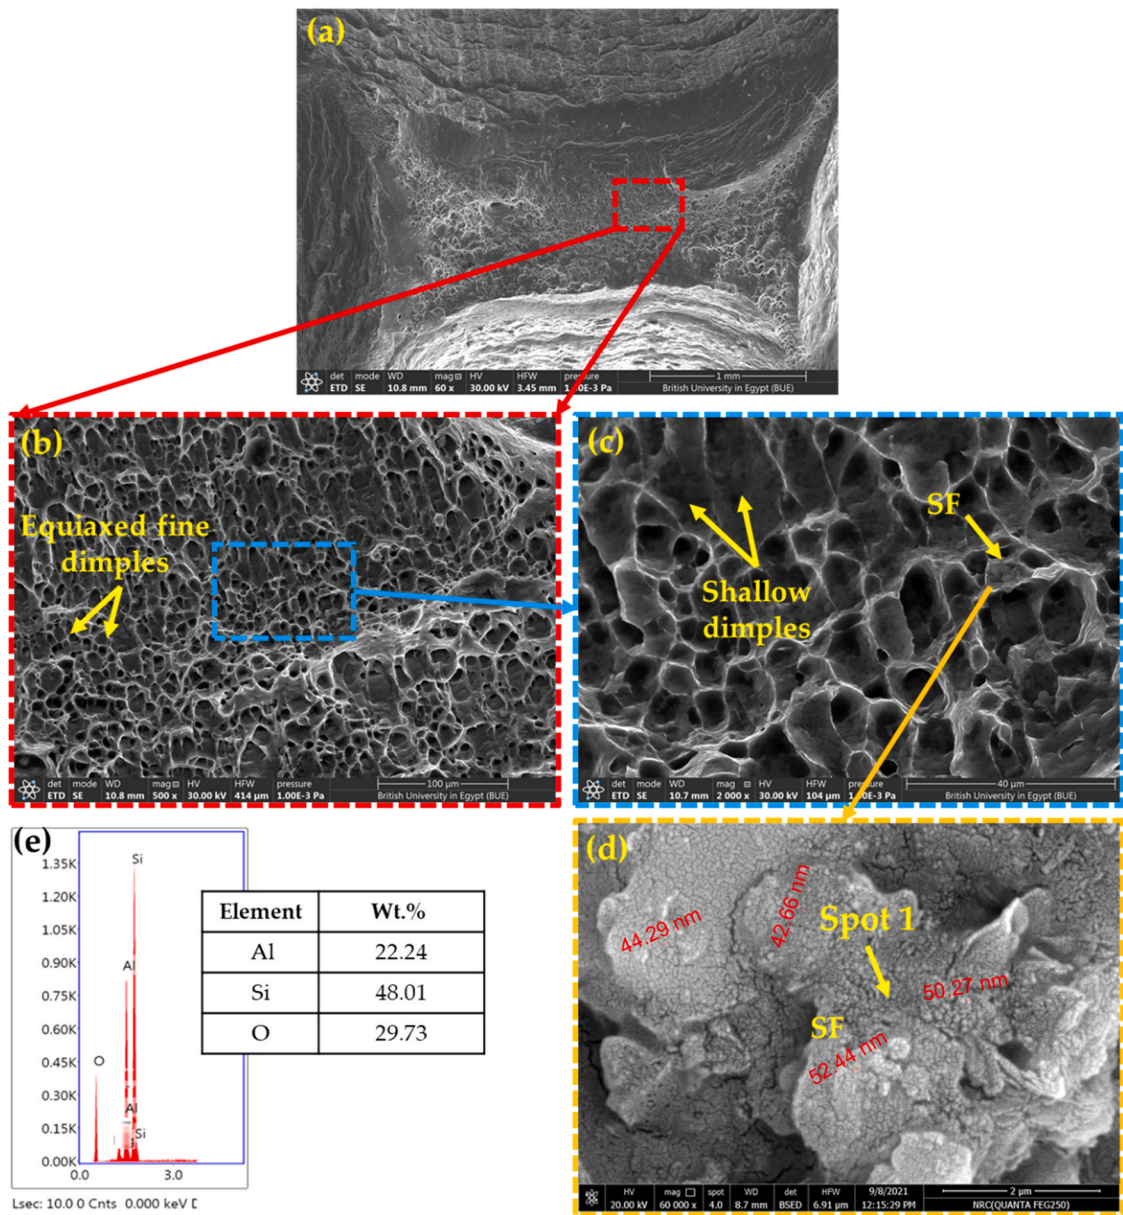 (a)
det mode WD mag HV HFW pressure 1 mm
ETD SE 10.8 mm 60 x 30.00 kV 3.45 mm British University in Egypt (BUE)
(b)
Equiaxed fine
dimples
det mode WD mag HV HFW pressure 100 µm
ETD SE 10.8 mm 500 x 30.00 kV 414 µm 1.00E-3 Pa British University in Egypt (BUE)
(c)
SF
Shallow
dimples
det mode WD mag HV HFW pressure 40 µm
ETD SE 10.7 mm 2 000 x 30.00 kV 104 µm British University in Egypt (BUE)
(d)
44.29 nm
42.66 nm
Spot 1
50.27 nm
SF
52.44 nm
HV mag spot WD det HFW 9/8/2021 2 µm
20.00 kV 60 000 x 4.0 8.7 mm BSED 6.91 µm 12:15:29 PM NRC(QUANTA FEG250)
(e)
1.35K
1.20K
1.05K
0.90K
0.75K
0.60K
0.45K
0.30K
0.15K
0.00K
0.0 3.0
Si
Al
O
Al
Si
Lsec: 10.0 0 Cnts 0.000 keV
Element Wt.%
Al 22.24
Si 48.01
O 29.73